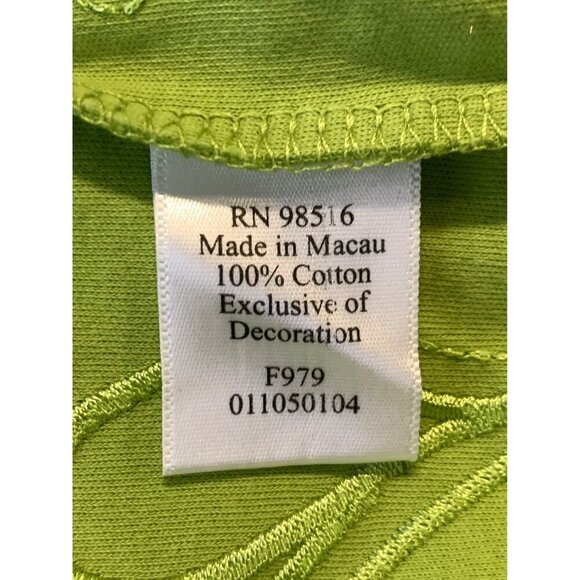 RN 98516
Made in Macau
100% Cotton
Exclusive of
Decoration
F979
011050104